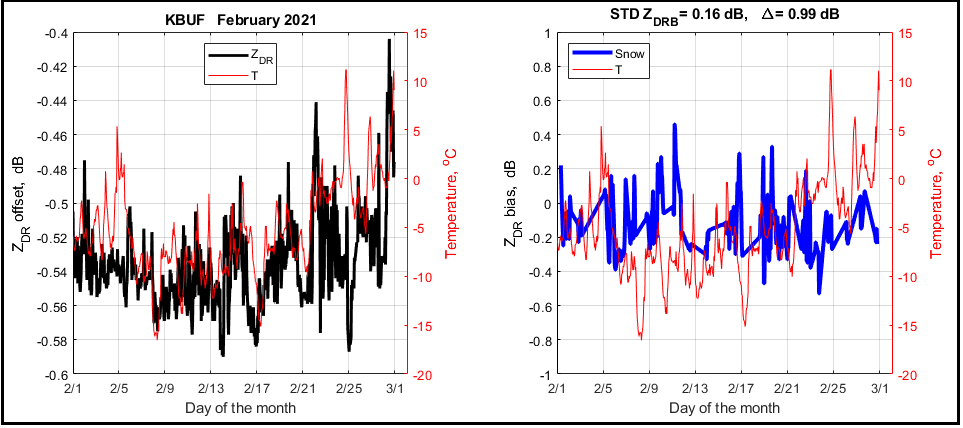 KBUF   February 2021
-0.4
-0.42
-0.44
-0.46
-0.48
-0.5
-0.52
-0.54
-0.56
-0.58
-0.6
Z_DR offset,  dB
Z_DR
T
15
10
5
0
-5
-10
-15
-20
Temperature, °C
2/1 2/5 2/9 2/13 2/17 2/21 2/25 3/1
Day of the month
STD Z_DRB = 0.16 dB,   Δ = 0.99 dB
1
0.8
0.6
0.4
0.2
0
-0.2
-0.4
-0.6
-0.8
-1
Z_DR bias,  dB
Snow
T
15
10
5
0
-5
-10
-15
-20
Temperature, °C
2/1 2/5 2/9 2/13 2/17 2/21 2/25 3/1
Day of the month